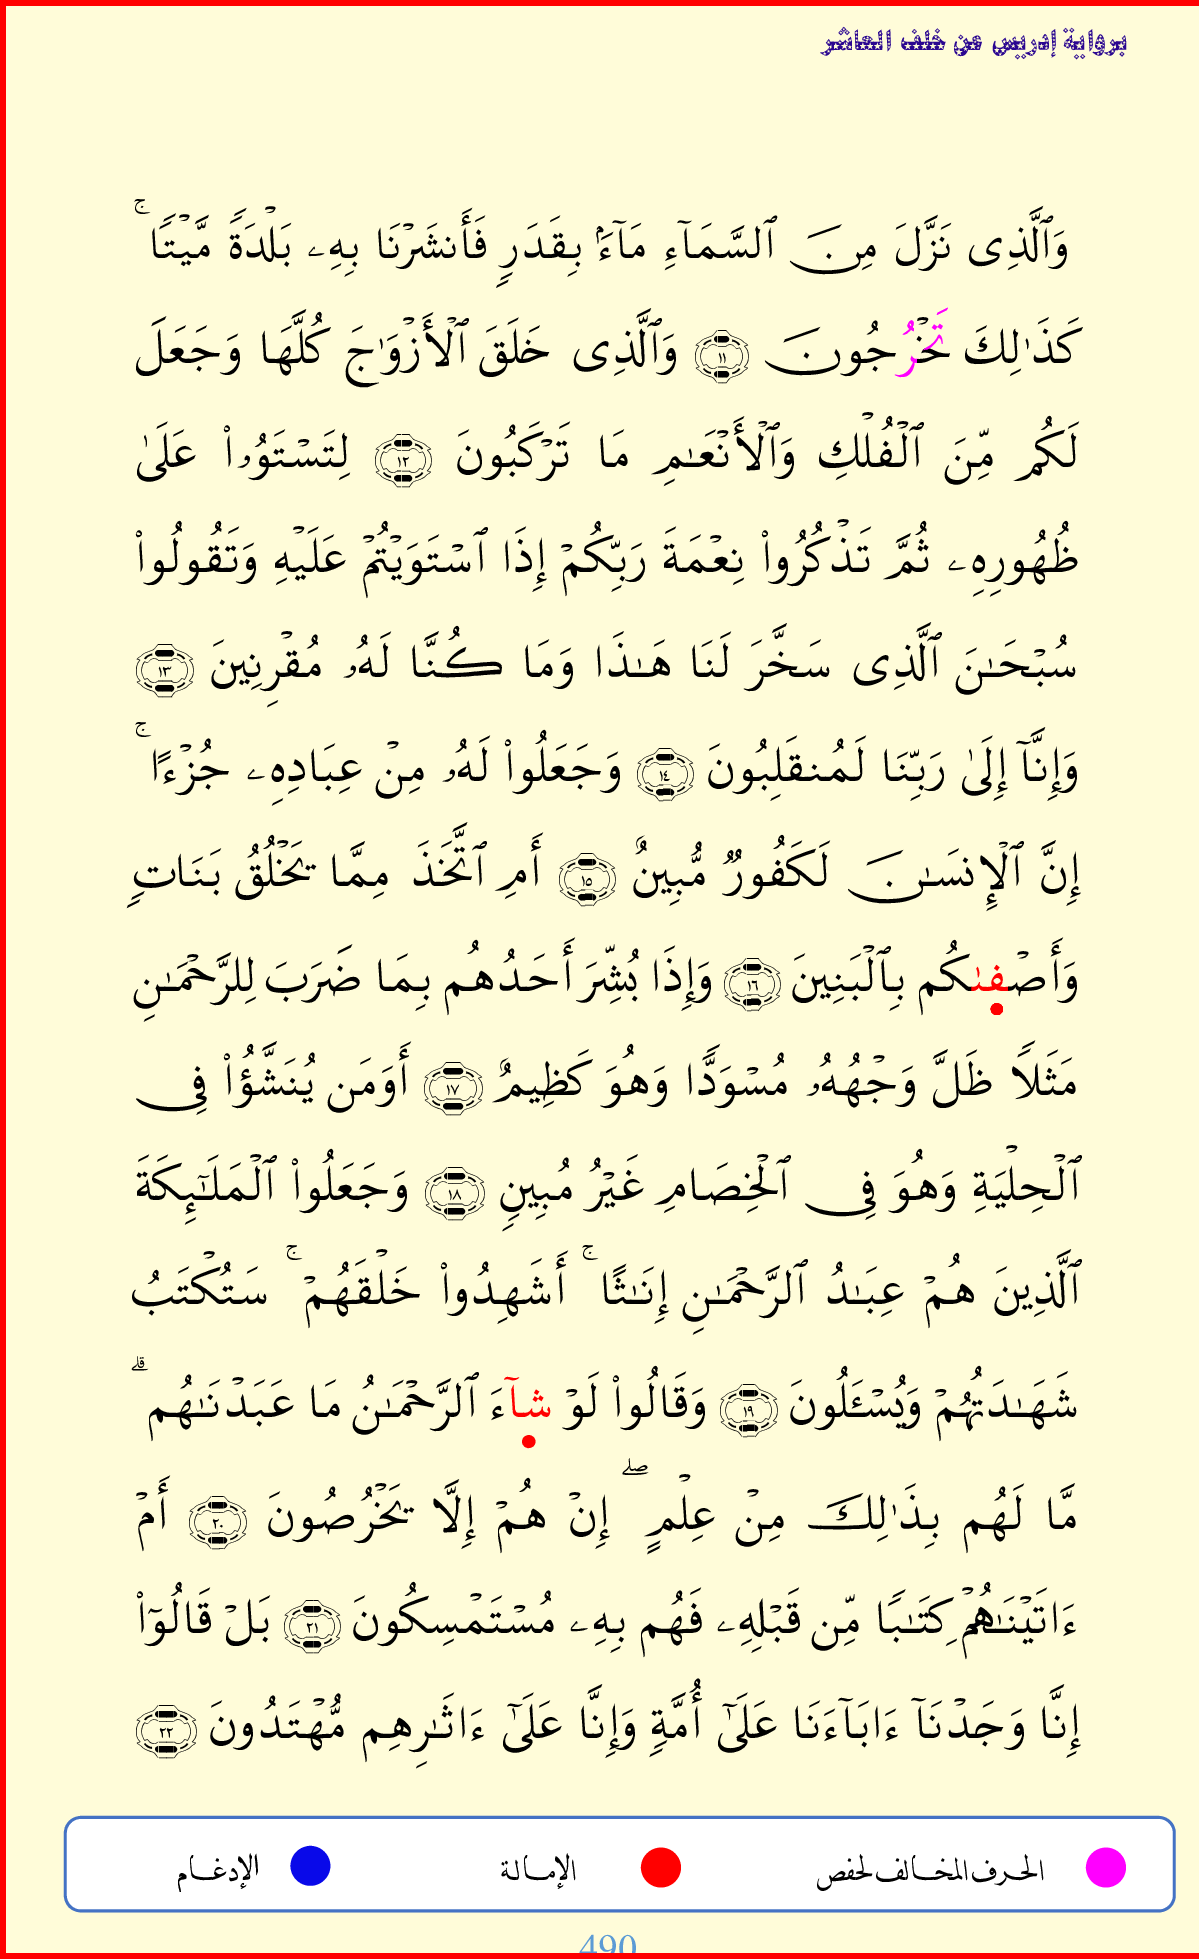 برواية إدريس عن خلف العاشر
وَٱلَّذِى نَزَّلَ مِنَ ٱلسَّمَآءِ مَآءَۢ بِقَدَرٍ فَأَنشَرْنَا بِهِۦ بَلْدَةً مَّيْتًا ۚ
كَذَٰلِكَ تَخْرُجُونَ ١١ وَٱلَّذِى خَلَقَ ٱلْأَزْوَٰجَ كُلَّهَا وَجَعَلَ
لَكُم مِّنَ ٱلْفُلْكِ وَٱلْأَنْعَـٰمِ مَا تَرْكَبُونَ ١٢ لِتَسْتَوُۥا۟ عَلَىٰ
ظُهُورِهِۦ ثُمَّ تَذْكُرُوا۟ نِعْمَةَ رَبِّكُمْ إِذَا ٱسْتَوَيْتُمْ عَلَيْهِ وَتَقُولُوا۟
سُبْحَـٰنَ ٱلَّذِى سَخَّرَ لَنَا هَـٰذَا وَمَا كُنَّا لَهُۥ مُقْرِنِينَ ١٣
وَإِنَّآ إِلَىٰ رَبِّنَا لَمُنقَلِبُونَ ١٤ وَجَعَلُوا۟ لَهُۥ مِنْ عِبَادِهِۦ جُزْءًا ۚ
إِنَّ ٱلْإِنسَـٰنَ لَكَفُورٌ مُّبِينٌ ١٥ أَمِ ٱتَّخَذَ مِمَّا يَخْلُقُ بَنَاتٍ
وَأَصْفَىٰكُم بِٱلْبَنِينَ ١٦ وَإِذَا بُشِّرَ أَحَدُهُم بِمَا ضَرَبَ لِلرَّحْمَـٰنِ
مَثَلًا ظَلَّ وَجْهُهُۥ مُسْوَدًّا وَهُوَ كَظِيمٌ ١٧ أَوَمَن يُنَشَّؤُا۟ فِى
ٱلْحِلْيَةِ وَهُوَ فِى ٱلْخِصَامِ غَيْرُ مُبِينٍ ١٨ وَجَعَلُوا۟ ٱلْمَلَـٰٓئِكَةَ
ٱلَّذِينَ هُمْ عِبَـٰدُ ٱلرَّحْمَـٰنِ إِنَـٰثًا ۚ أَشَهِدُوا۟ خَلْقَهُمْ ۚ سَتُكْتَبُ
شَهَـٰدَتُهُمْ وَيُسْـَٔلُونَ ١٩ وَقَالُوا۟ لَوْ شَآءَ ٱلرَّحْمَـٰنُ مَا عَبَدْنَـٰهُم ۗ
مَّا لَهُم بِذَٰلِكَ مِنْ عِلْمٍ ۖ إِنْ هُمْ إِلَّا يَخْرُصُونَ ٢٠ أَمْ
ءَاتَيْنَـٰهُمْ كِتَـٰبًا مِّن قَبْلِهِۦ فَهُم بِهِۦ مُسْتَمْسِكُونَ ٢١ بَلْ قَالُوٓا۟
إِنَّا وَجَدْنَآ ءَابَآءَنَا عَلَىٰٓ أُمَّةٍ وَإِنَّا عَلَىٰٓ ءَاثَـٰرِهِم مُّهْتَدُونَ ٢٢
الحرف المخالف لحفص الإمالة الإدغام
490